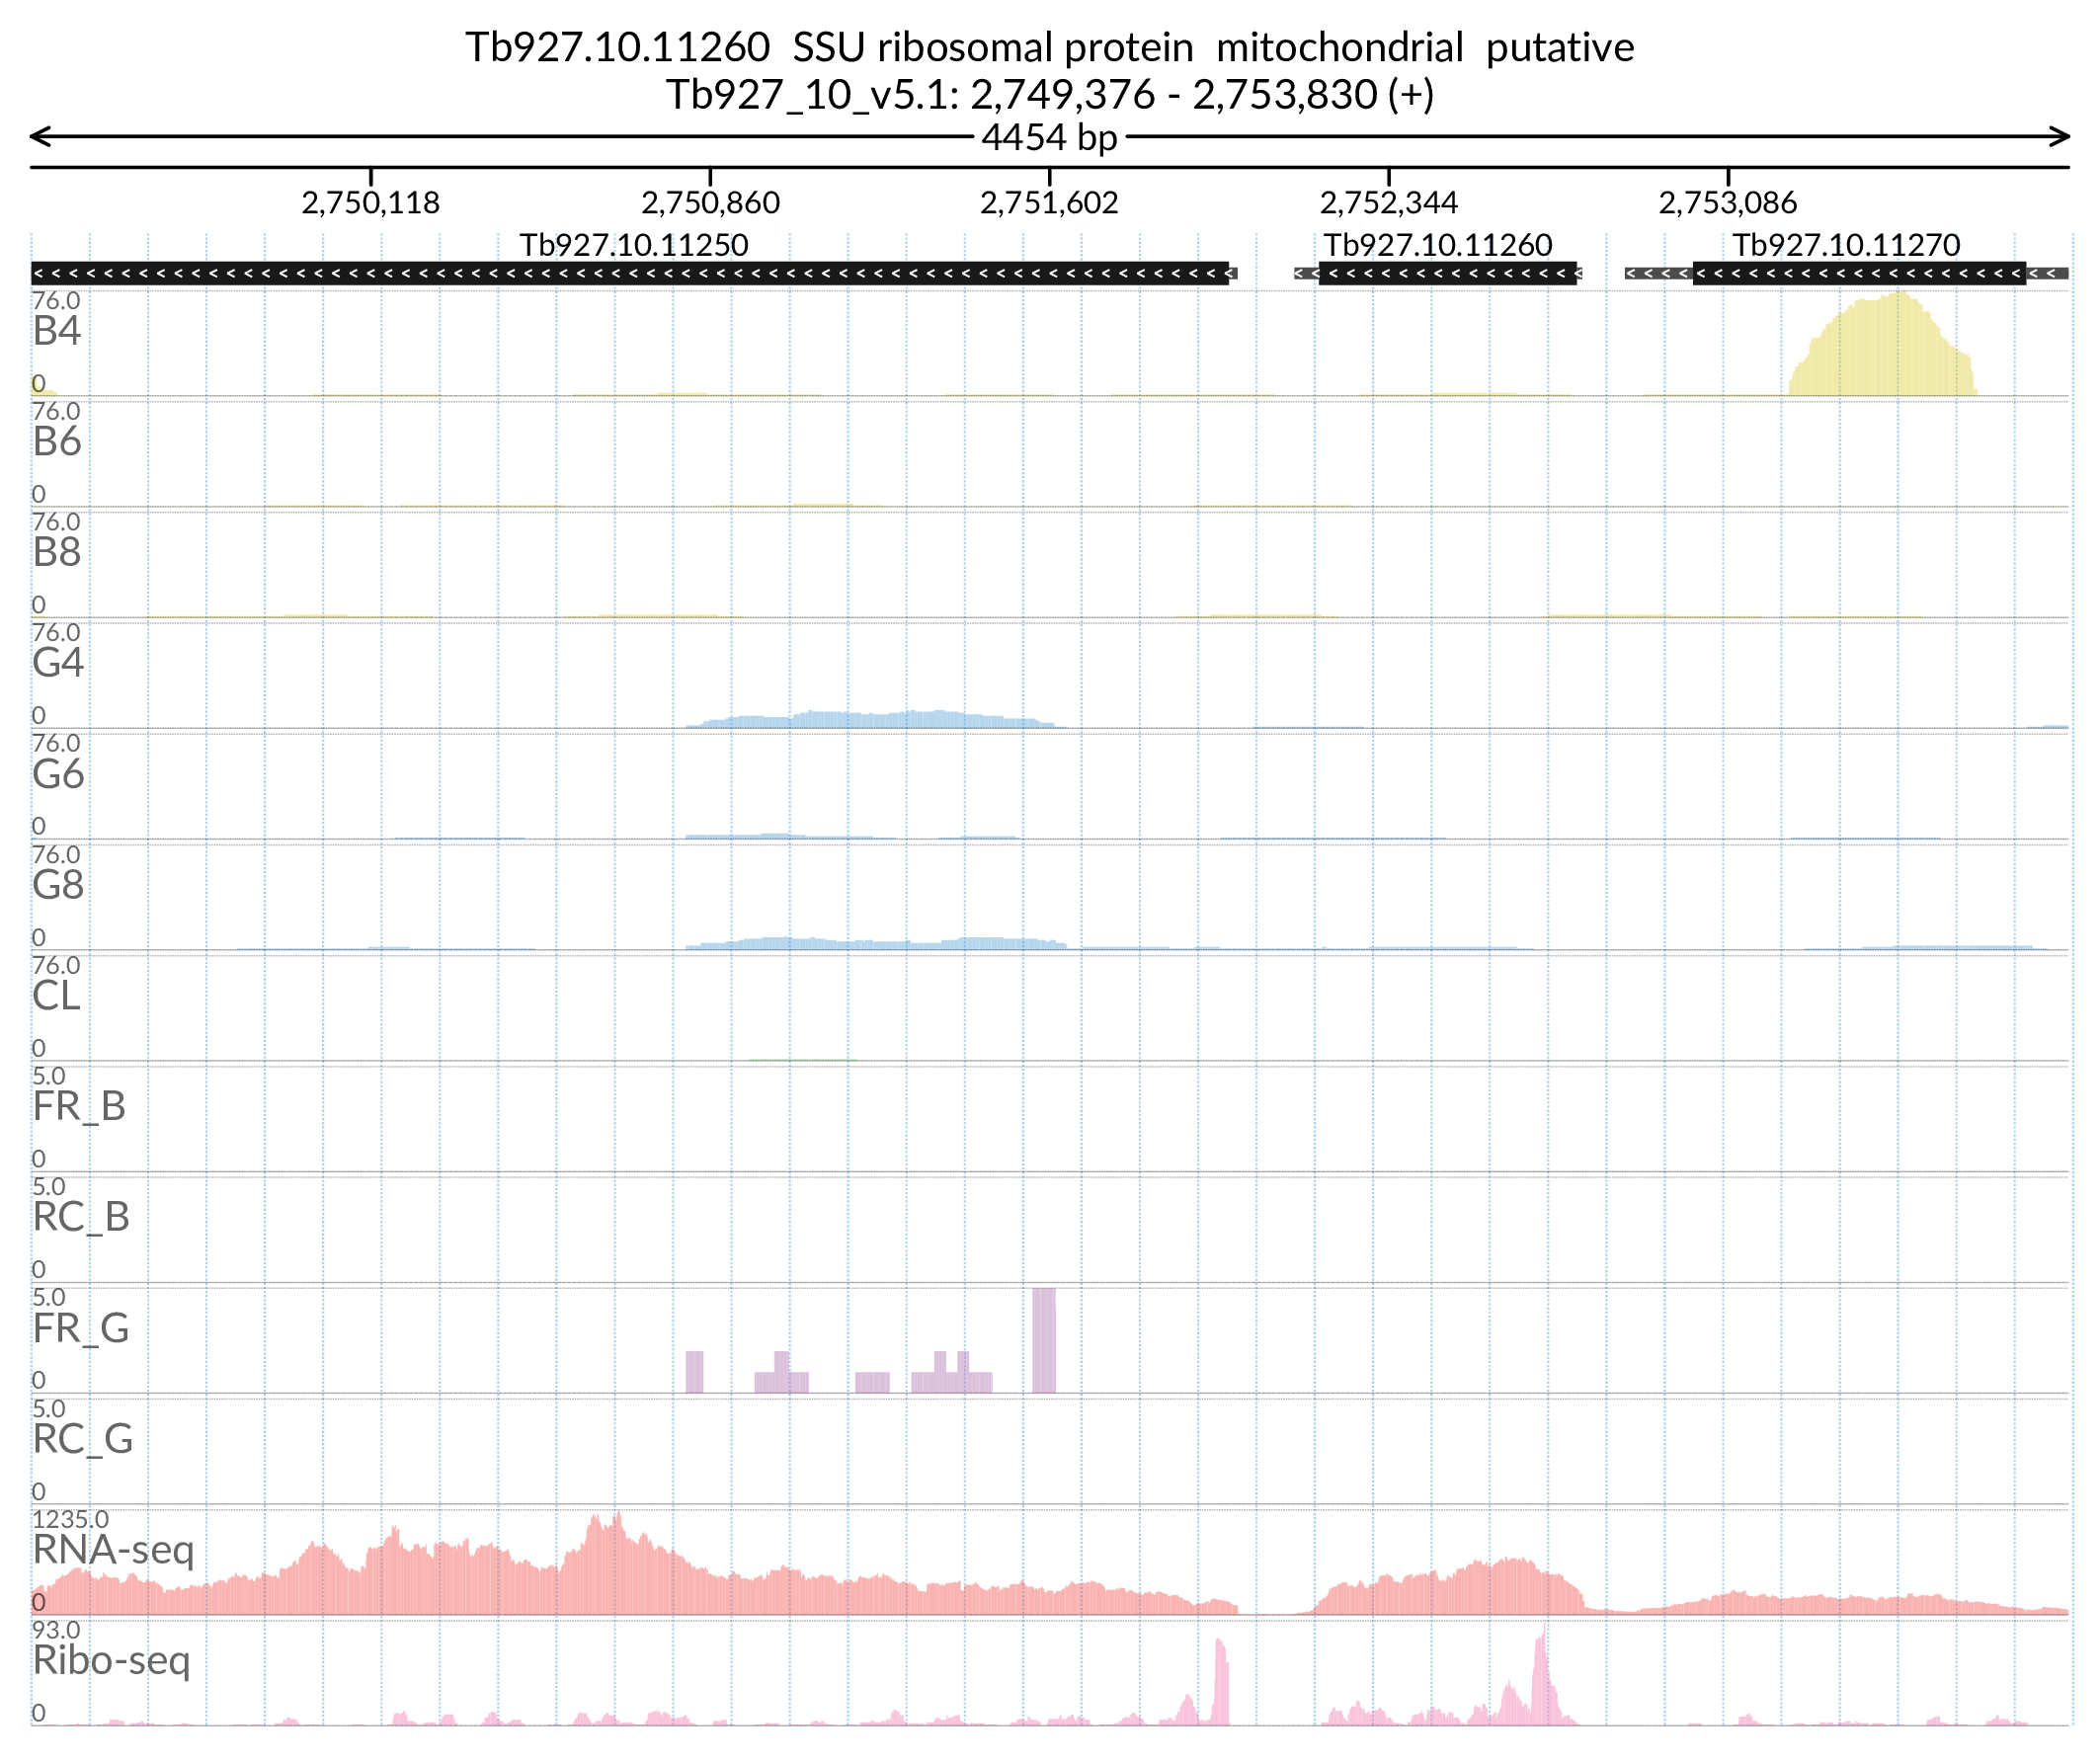 Tb927.10.11260 SSU ribosomal protein mitochondrial putative
Tb927_10_v5.1: 2,749,376 - 2,753,830 (+)
4454 bp
2,750,118 2,750,860 2,751,602 2,752,344 2,753,086
Tb927.10.11250 Tb927.10.11260 Tb927.10.11270
76.0
B4
0
76.0
B6
0
76.0
B8
0
76.0
G4
0
76.0
G6
0
76.0
G8
0
76.0
CL
0
5.0
FR_B
0
5.0
RC_B
0
5.0
FR_G
0
5.0
RC_G
0
1235.0
RNA-seq
0
93.0
Ribo-seq
0